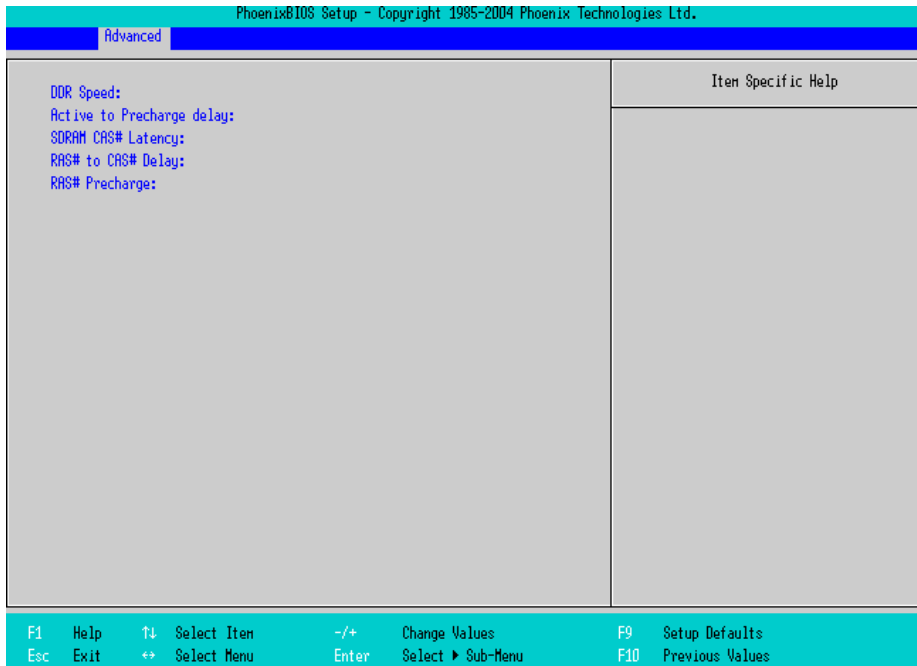 PhoenixBIOS Setup - Copyright 1985-2004 Phoenix Technologies Ltd.
Advanced
DDR Speed:
Active to Precharge delay:
SDRAM CAS# Latency:
RAS# to CAS# Delay:
RAS# Precharge:
Item Specific Help
F1 Help ↑↓ Select Item -/+ Change Values F9 Setup Defaults
Esc Exit ↔ Select Menu Enter Select ▶ Sub-Menu F10 Previous Values